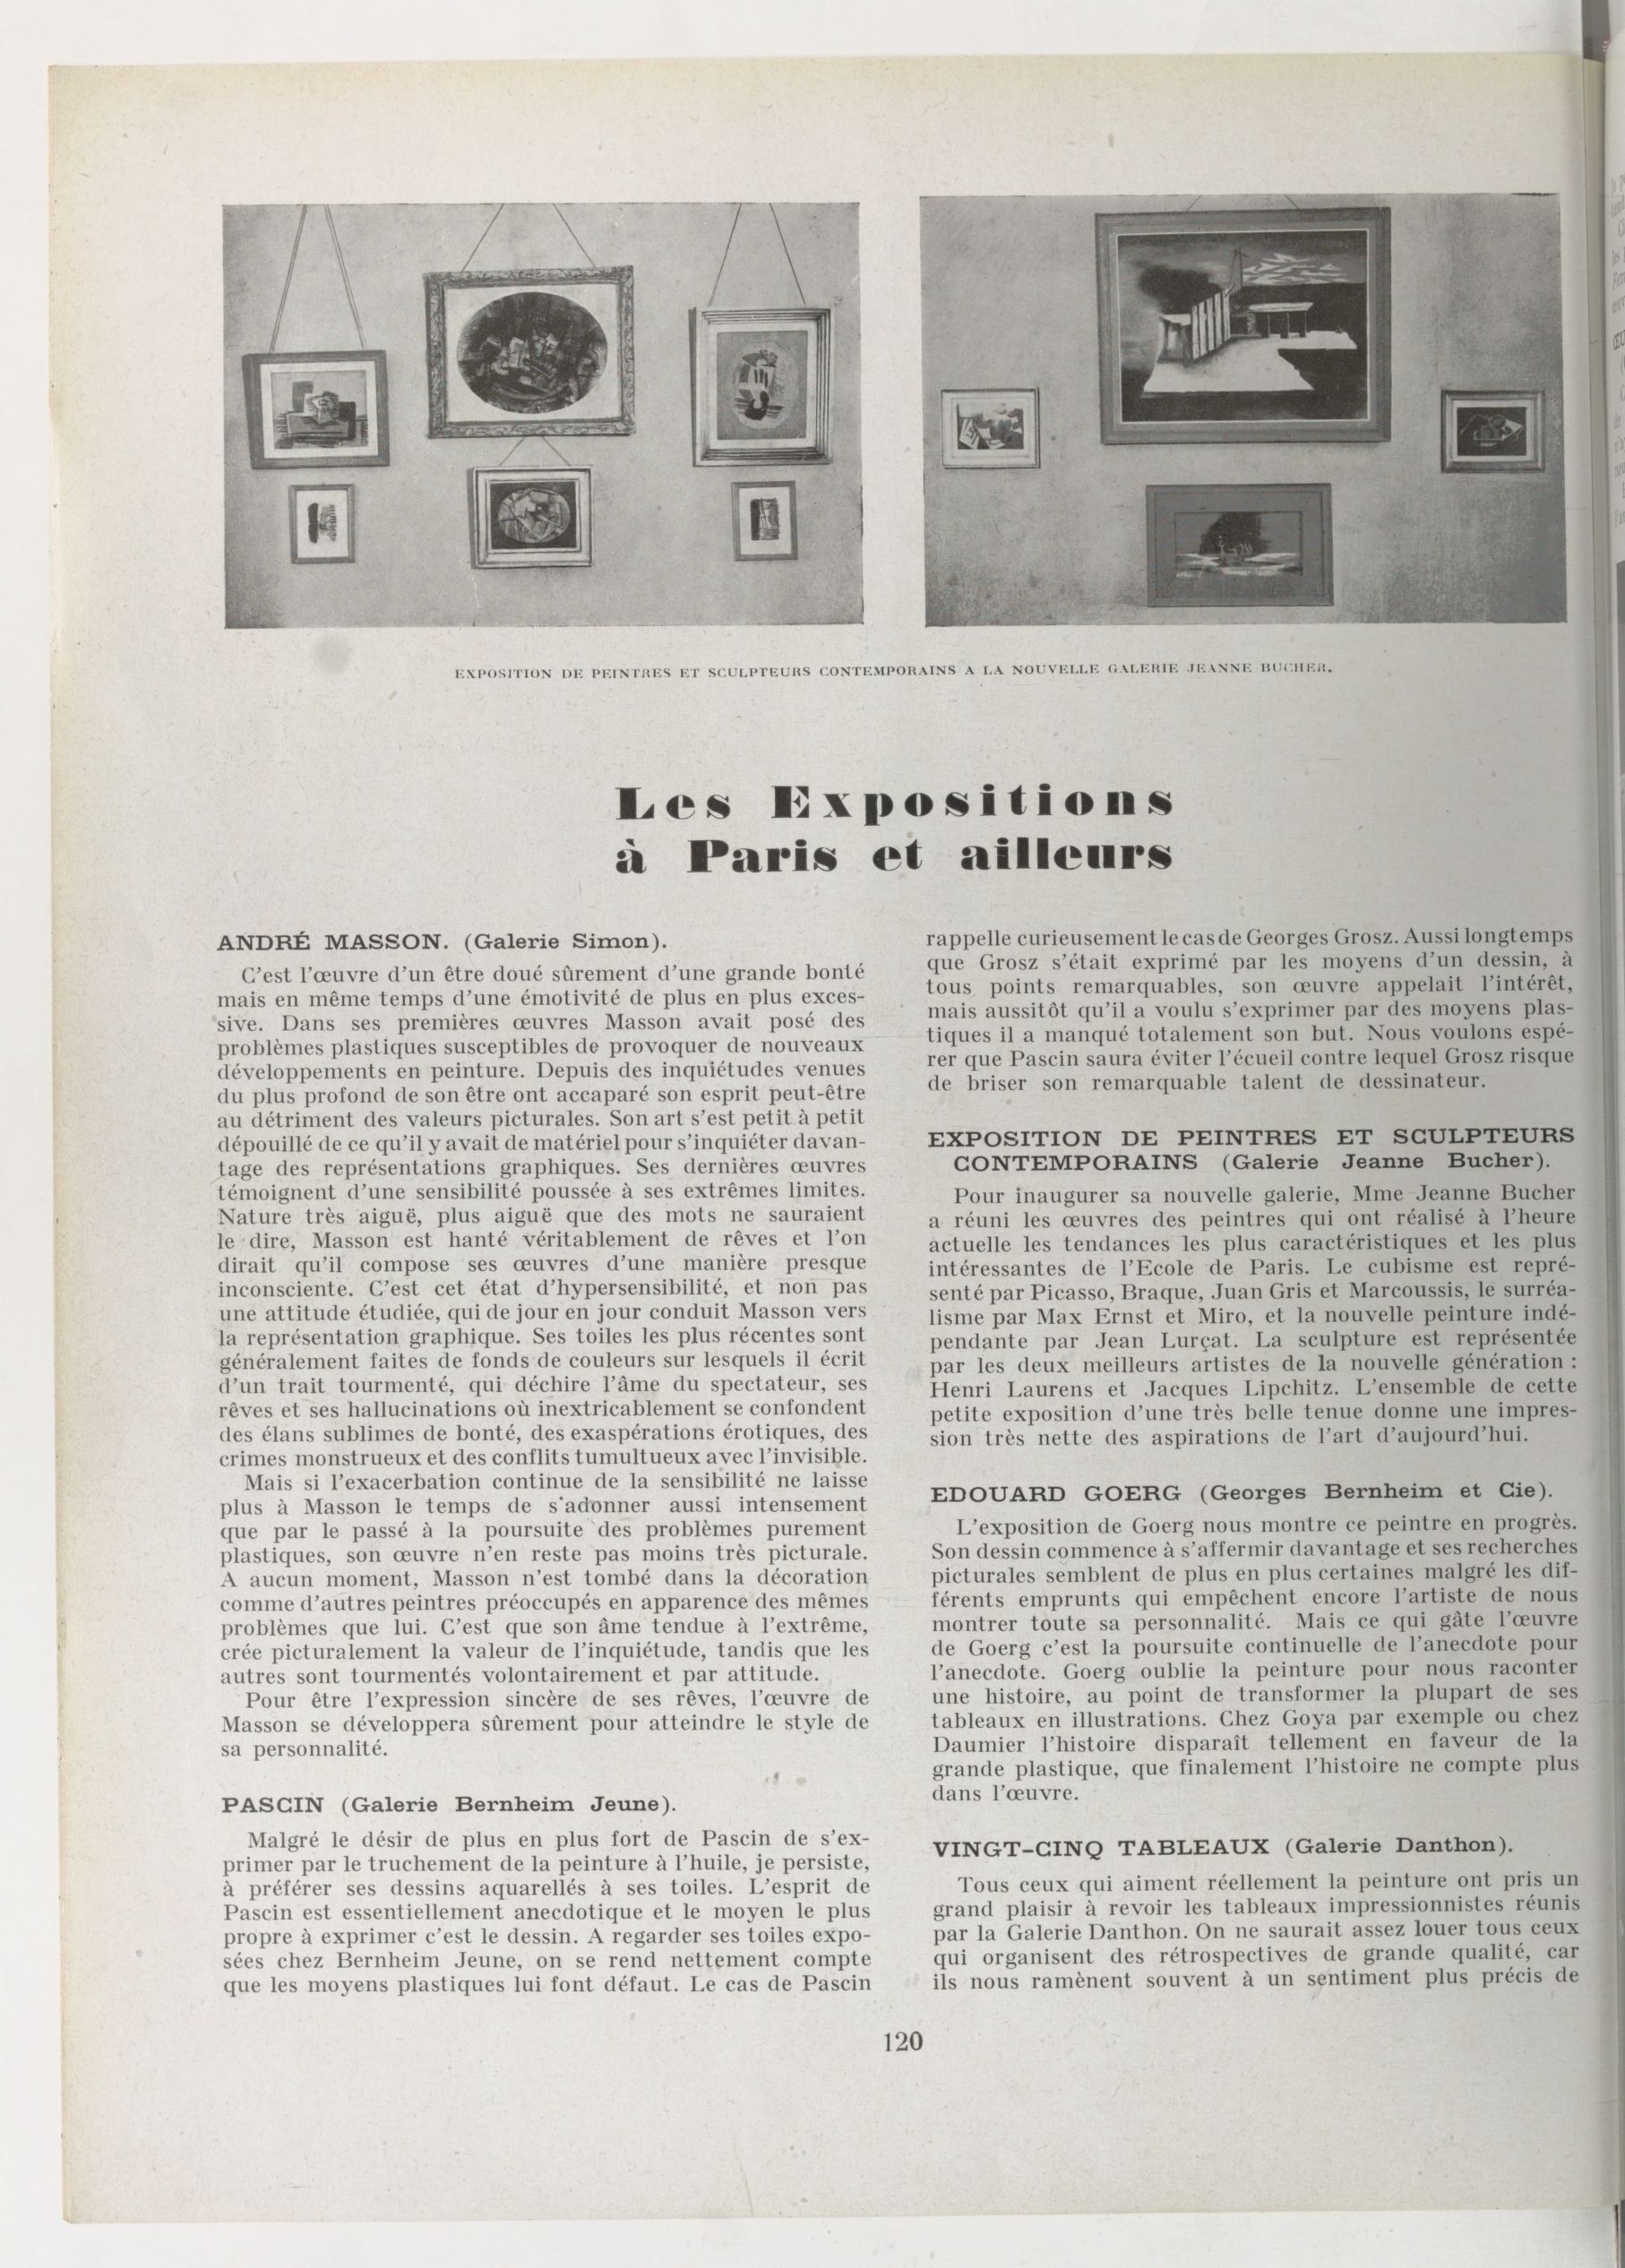 EXPOSITION DE PEINTRES ET SCULPTEURS CONTEMPORAINS A LA NOUVELLE GALERIE JEANNE BUCHER.
Les Expositions
à Paris et ailleurs
ANDRÉ MASSON. (Galerie Simon).
C'est l'œuvre d'un être doué sûrement d'une grande bonté
mais en même temps d'une émotivité de plus en plus exces-
sive. Dans ses premières œuvres Masson avait posé des
problèmes plastiques susceptibles de provoquer de nouveaux
développements en peinture. Depuis des inquiétudes venues
du plus profond de son être ont accaparé son esprit peut-être
au détriment des valeurs picturales. Son art s'est petit à petit
dépouillé de ce qu'il y avait de matériel pour s'inquiéter davan-
tage des représentations graphiques. Ses dernières œuvres
témoignent d'une sensibilité poussée à ses extrêmes limites.
Nature très aiguë, plus aiguë que des mots ne sauraient
le dire, Masson est hanté véritablement de rêves et l'on
dirait qu'il compose ses œuvres d'une manière presque
inconsciente. C'est cet état d'hypersensibilité, et non pas
une attitude étudiée, qui de jour en jour conduit Masson vers
la représentation graphique. Ses toiles les plus récentes sont
généralement faites de fonds de couleurs sur lesquels il écrit
d'un trait tourmenté, qui déchire l'âme du spectateur, ses
rêves et ses hallucinations où inextricablement se confondent
des élans sublimes de bonté, des exaspérations érotiques, des
crimes monstrueux et des conflits tumultueux avec l'invisible.
Mais si l'exacerbation continue de la sensibilité ne laisse
plus à Masson le temps de s'adonner aussi intensement
que par le passé à la poursuite des problèmes purement
plastiques, son œuvre n'en reste pas moins très picturale.
A aucun moment, Masson n'est tombé dans la décoration
comme d'autres peintres préoccupés en apparence des mêmes
problèmes que lui. C'est que son âme tendue à l'extrême,
crée picturalement la valeur de l'inquiétude, tandis que les
autres sont tourmentés volontairement et par attitude.
Pour être l'expression sincère de ses rêves, l'œuvre de
Masson se développera sûrement pour atteindre le style de
sa personnalité.
PASCIN (Galerie Bernheim Jeune).
Malgré le désir de plus en plus fort de Pascin de s'ex-
primer par le truchement de la peinture à l'huile, je persiste,
à préférer ses dessins aquarellés à ses toiles. L'esprit de
Pascin est essentiellement anecdotique et le moyen le plus
propre à exprimer c'est le dessin. A regarder ses toiles expo-
sées chez Bernheim Jeune, on se rend nettement compte
que les moyens plastiques lui font défaut. Le cas de Pascin
rappelle curieusement le cas de Georges Grosz. Aussi longtemps
que Grosz s'était exprimé par les moyens d'un dessin, à
tous points remarquables, son œuvre appelait l'intérêt,
mais aussitôt qu'il a voulu s'exprimer par des moyens plas-
tiques il a manqué totalement son but. Nous voulons espé-
rer que Pascin saura éviter l'écueil contre lequel Grosz risque
de briser son remarquable talent de dessinateur.
EXPOSITION DE PEINTRES ET SCULPTEURS
CONTEMPORAINS (Galerie Jeanne Bucher).
Pour inaugurer sa nouvelle galerie, Mme Jeanne Bucher
a réuni les œuvres des peintres qui ont réalisé à l'heure
actuelle les tendances les plus caractéristiques et les plus
intéressantes de l'Ecole de Paris. Le cubisme est repré-
senté par Picasso, Braque, Juan Gris et Marcoussis, le surréa-
lisme par Max Ernst et Miro, et la nouvelle peinture indé-
pendante par Jean Lurçat. La sculpture est représentée
par les deux meilleurs artistes de la nouvelle génération :
Henri Laurens et Jacques Lipchitz. L'ensemble de cette
petite exposition d'une très belle tenue donne une impres-
sion très nette des aspirations de l'art d'aujourd'hui.
EDOUARD GOERG (Georges Bernheim et Cie).
L'exposition de Goerg nous montre ce peintre en progrès.
Son dessin commence à s'affermir davantage et ses recherches
picturales semblent de plus en plus certaines malgré les dif-
férents emprunts qui empêchent encore l'artiste de nous
montrer toute sa personnalité. Mais ce qui gâte l'œuvre
de Goerg c'est la poursuite continuelle de l'anecdote pour
l'anecdote. Goerg oublie la peinture pour nous raconter
une histoire, au point de transformer la plupart de ses
tableaux en illustrations. Chez Goya par exemple ou chez
Daumier l'histoire disparaît tellement en faveur de la
grande plastique, que finalement l'histoire ne compte plus
dans l'œuvre.
VINGT-CINQ TABLEAUX (Galerie Danthon).
Tous ceux qui aiment réellement la peinture ont pris un
grand plaisir à revoir les tableaux impressionnistes réunis
par la Galerie Danthon. On ne saurait assez louer tous ceux
qui organisent des rétrospectives de grande qualité, car
ils nous ramènent souvent à un sentiment plus précis de
120